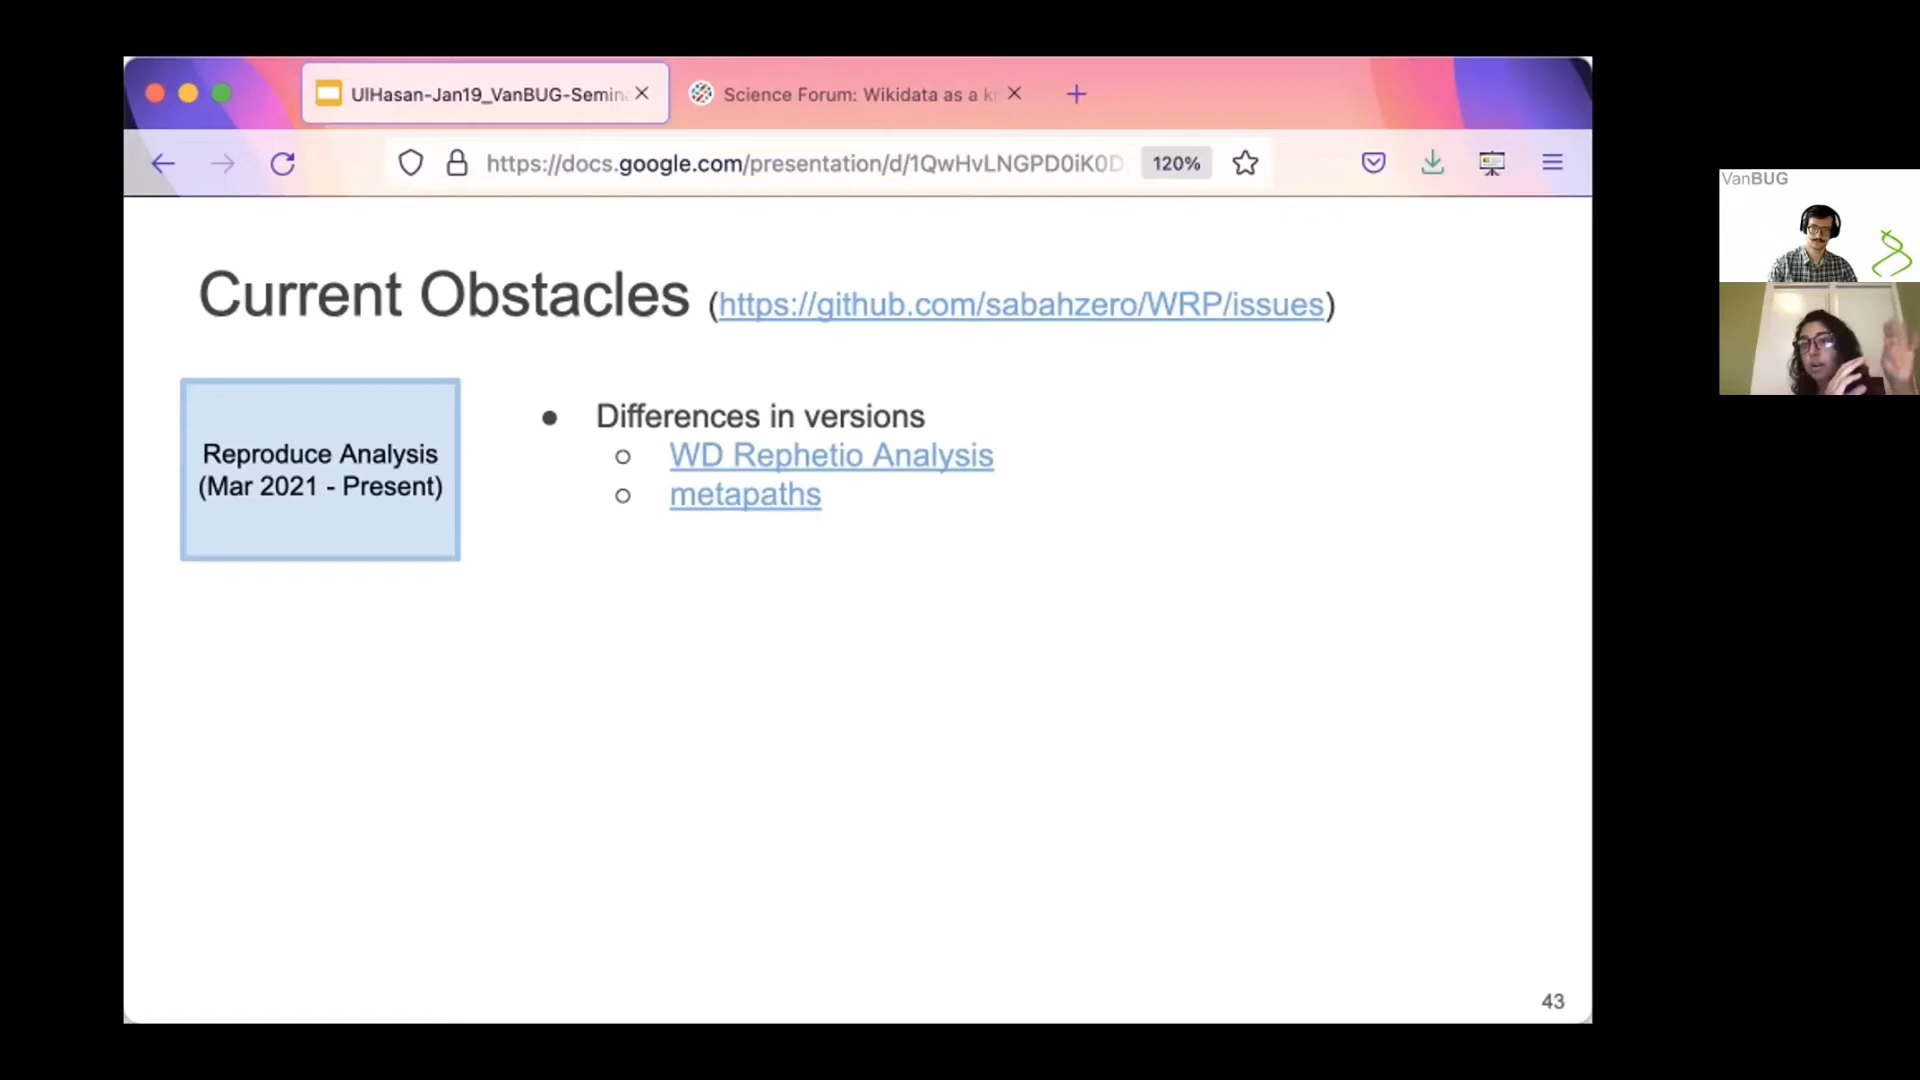 UlHasan-Jan19_VanBUG-Semin
Science Forum: Wikidata as a k
https://docs.google.com/presentation/d/1QwHvLNGPD0iK0D
120%
VanBUG
Current Obstacles (https://github.com/sabahzero/WRP/issues)
Reproduce Analysis
(Mar 2021 - Present)
● Differences in versions
○ WD Rephetio Analysis
○ metapaths
43